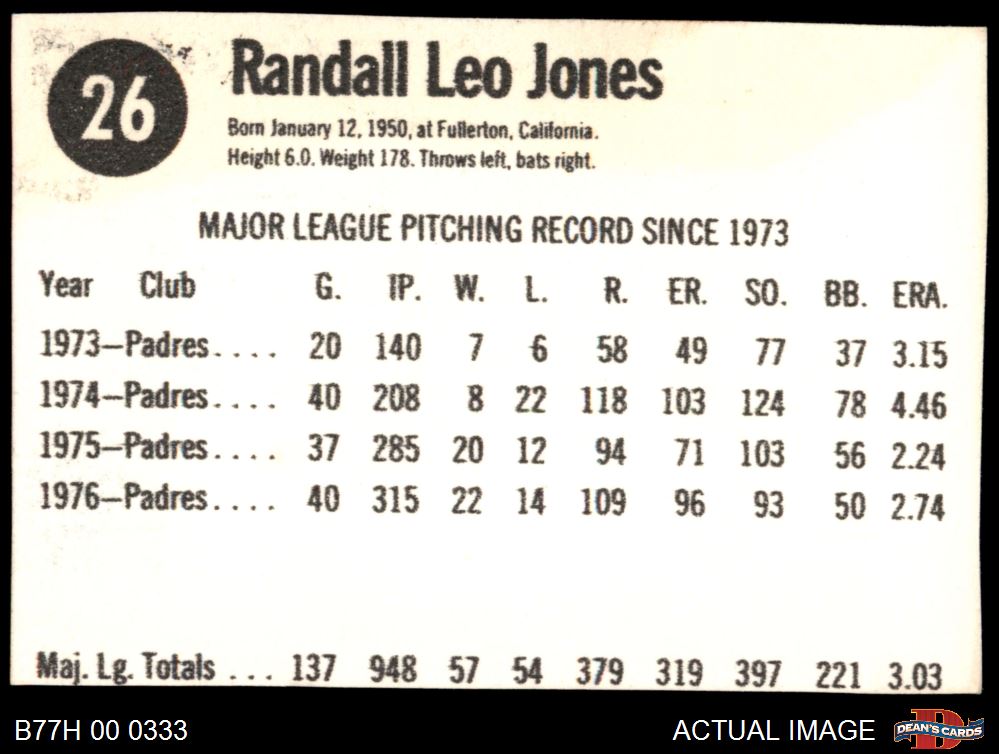 26
Randall Leo Jones
Born January 12, 1950, at Fullerton, California.
Height 6.0. Weight 178. Throws left, bats right.
MAJOR LEAGUE PITCHING RECORD SINCE 1973
Year Club G. IP. W. L. R. ER. SO. BB. ERA.
1973—Padres.... 20 140 7 6 58 49 77 37 3.15
1974—Padres.... 40 208 8 22 118 103 124 78 4.46
1975—Padres.... 37 285 20 12 94 71 103 56 2.24
1976—Padres.... 40 315 22 14 109 96 93 50 2.74
Maj. Lg. Totals ... 137 948 57 54 379 319 397 221 3.03
B77H 00 0333 ACTUAL IMAGE DEAN'S CARDS